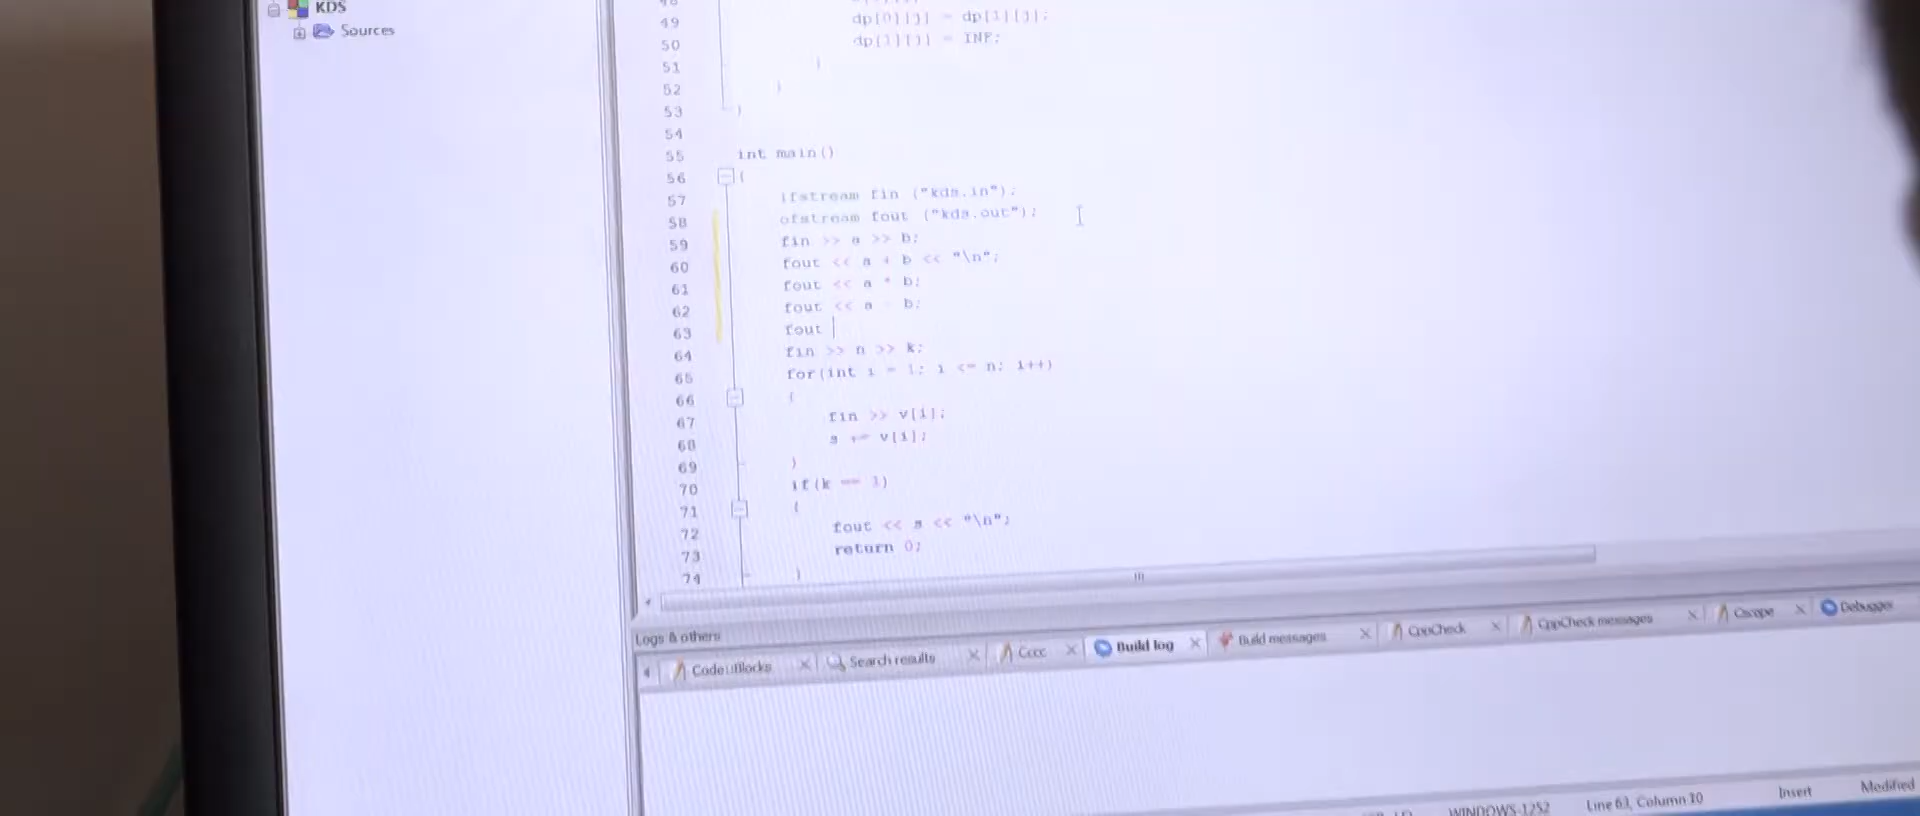 KDS
Sources
49 dp[0][j] = dp[1][j];
50 dp[1][j] = INF;
51 }
52 }
53 }
54
55 int main()
56 {
57 ifstream fin ("kds.in");
58 ofstream fout ("kds.out");
59 fin >> a >> b;
60 fout << a + b << "\n";
61 fout << a * b;
62 fout << a - b;
63 fout
64 fin >> n >> k;
65 for(int i = 1; i <= n; i++)
66 {
67 fin >> v[i];
68 s += v[i];
69 }
70 if(k == 1)
71 {
72 fout << s << "\n";
73 return 0;
74 }
Logs & others
Code::Blocks Search results Cccc Build log Build messages CppCheck CppCheck messages Cscope Debugger
WINDOWS-1252 Line 63, Column 10 Insert Modified